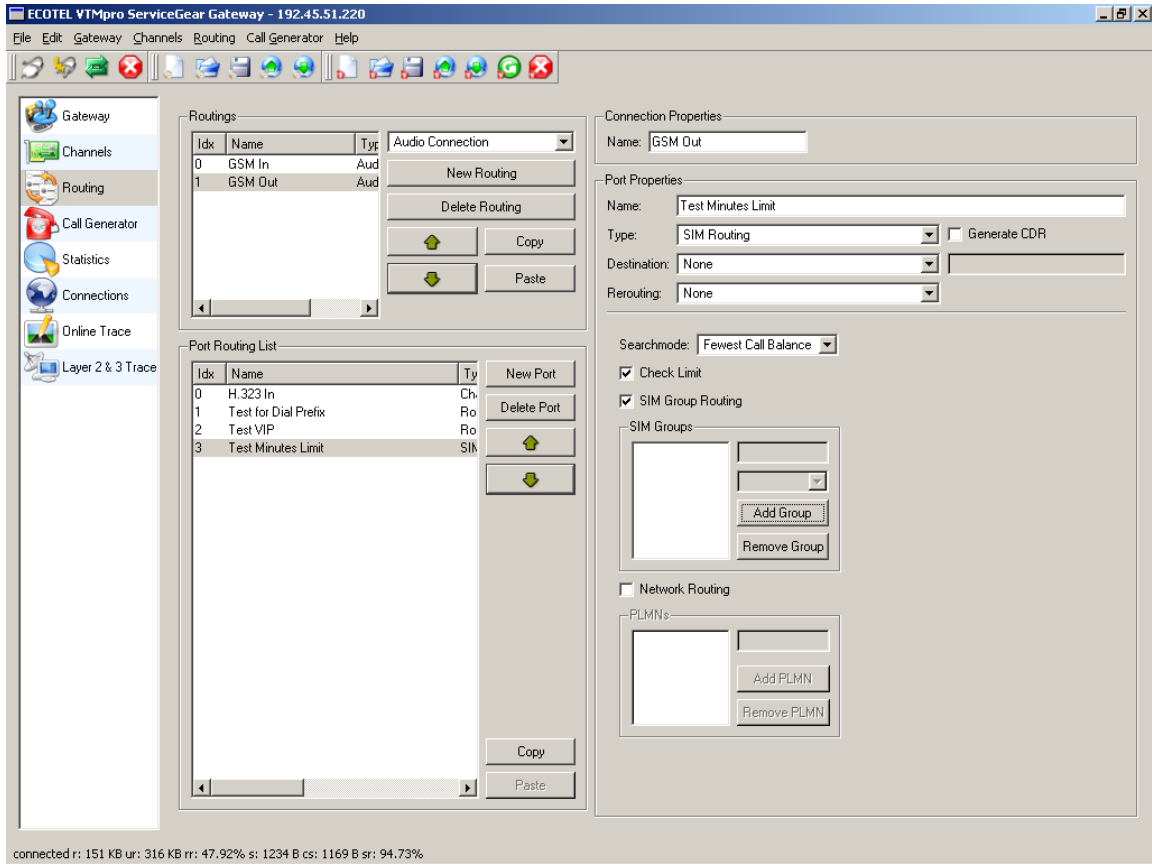 ECOTEL VTMpro ServiceGear Gateway - 192.45.51.220
File Edit Gateway Channels Routing Call Generator Help
Gateway
Channels
Routing
Call Generator
Statistics
Connections
Online Trace
Layer 2 & 3 Trace
Routings
Idx Name Typ
0 GSM In Aud
1 GSM Out Aud
Audio Connection
New Routing
Delete Routing
Copy
Paste
Port Routing List
Idx Name Ty
0 H.323 In Ch
1 Test for Dial Prefix Ro
2 Test VIP Ro
3 Test Minutes Limit SIM
New Port
Delete Port
Copy
Paste
Connection Properties
Name: GSM Out
Port Properties
Name: Test Minutes Limit
Type: SIM Routing Generate CDR
Destination: None
Rerouting: None
Searchmode: Fewest Call Balance
Check Limit
SIM Group Routing
SIM Groups
Add Group
Remove Group
Network Routing
PLMNs
Add PLMN
Remove PLMN
connected r: 151 KB ur: 316 KB rr: 47.92% s: 1234 B cs: 1169 B sr: 94.73%